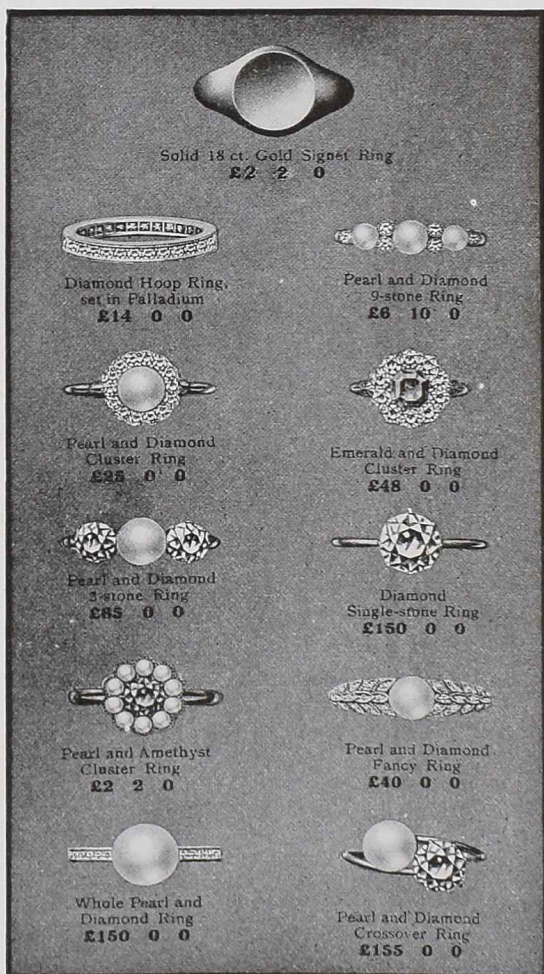 Solid 18 ct. Gold Signet Ring
£2 2 0
Diamond Hoop Ring,
set in Palladium
£14 0 0
Pearl and Diamond
9-stone Ring
£6 10 0
Pearl and Diamond
Cluster Ring
£25 0 0
Emerald and Diamond
Cluster Ring
£48 0 0
Pearl and Diamond
3-stone Ring
£85 0 0
Diamond
Single-stone Ring
£150 0 0
Pearl and Amethyst
Cluster Ring
£2 2 0
Pearl and Diamond
Fancy Ring
£40 0 0
Whole Pearl and
Diamond Ring
£150 0 0
Pearl and Diamond
Crossover Ring
£155 0 0